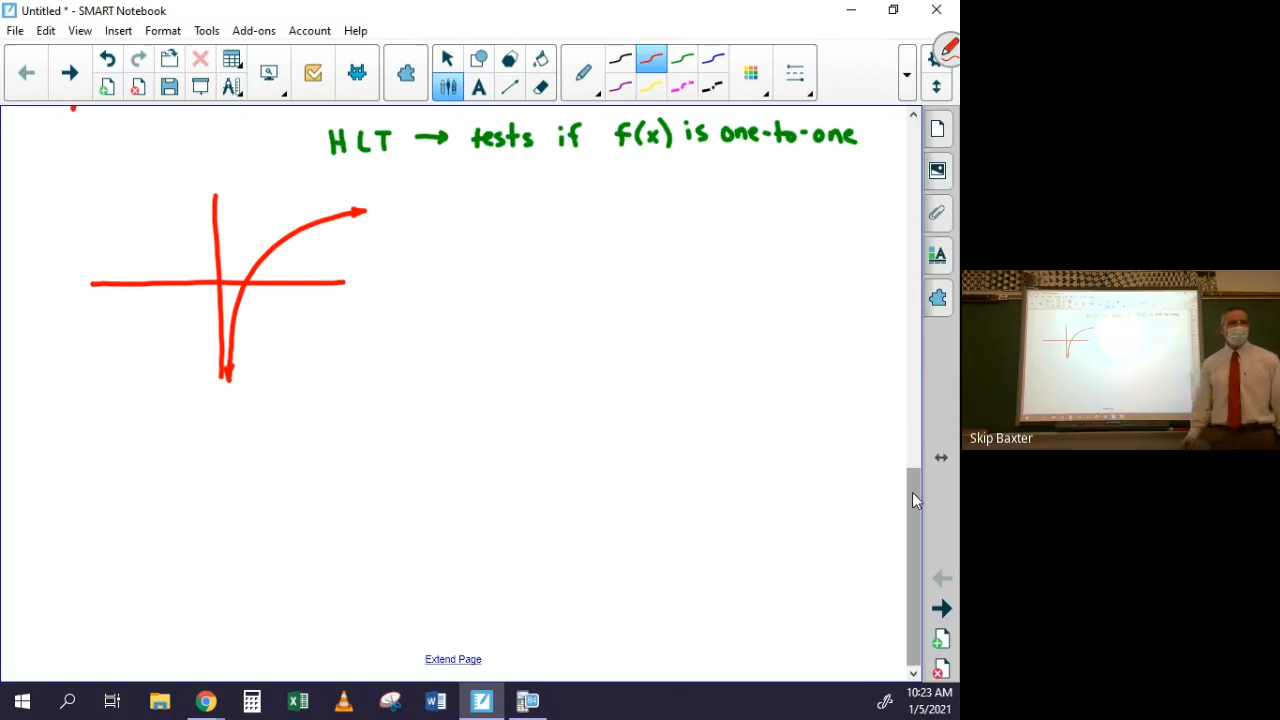 Untitled * - SMART Notebook
File Edit View Insert Format Tools Add-ons Account Help
HLT → tests if f(x) is one-to-one
Skip Baxter
Extend Page
10:23 AM
1/5/2021